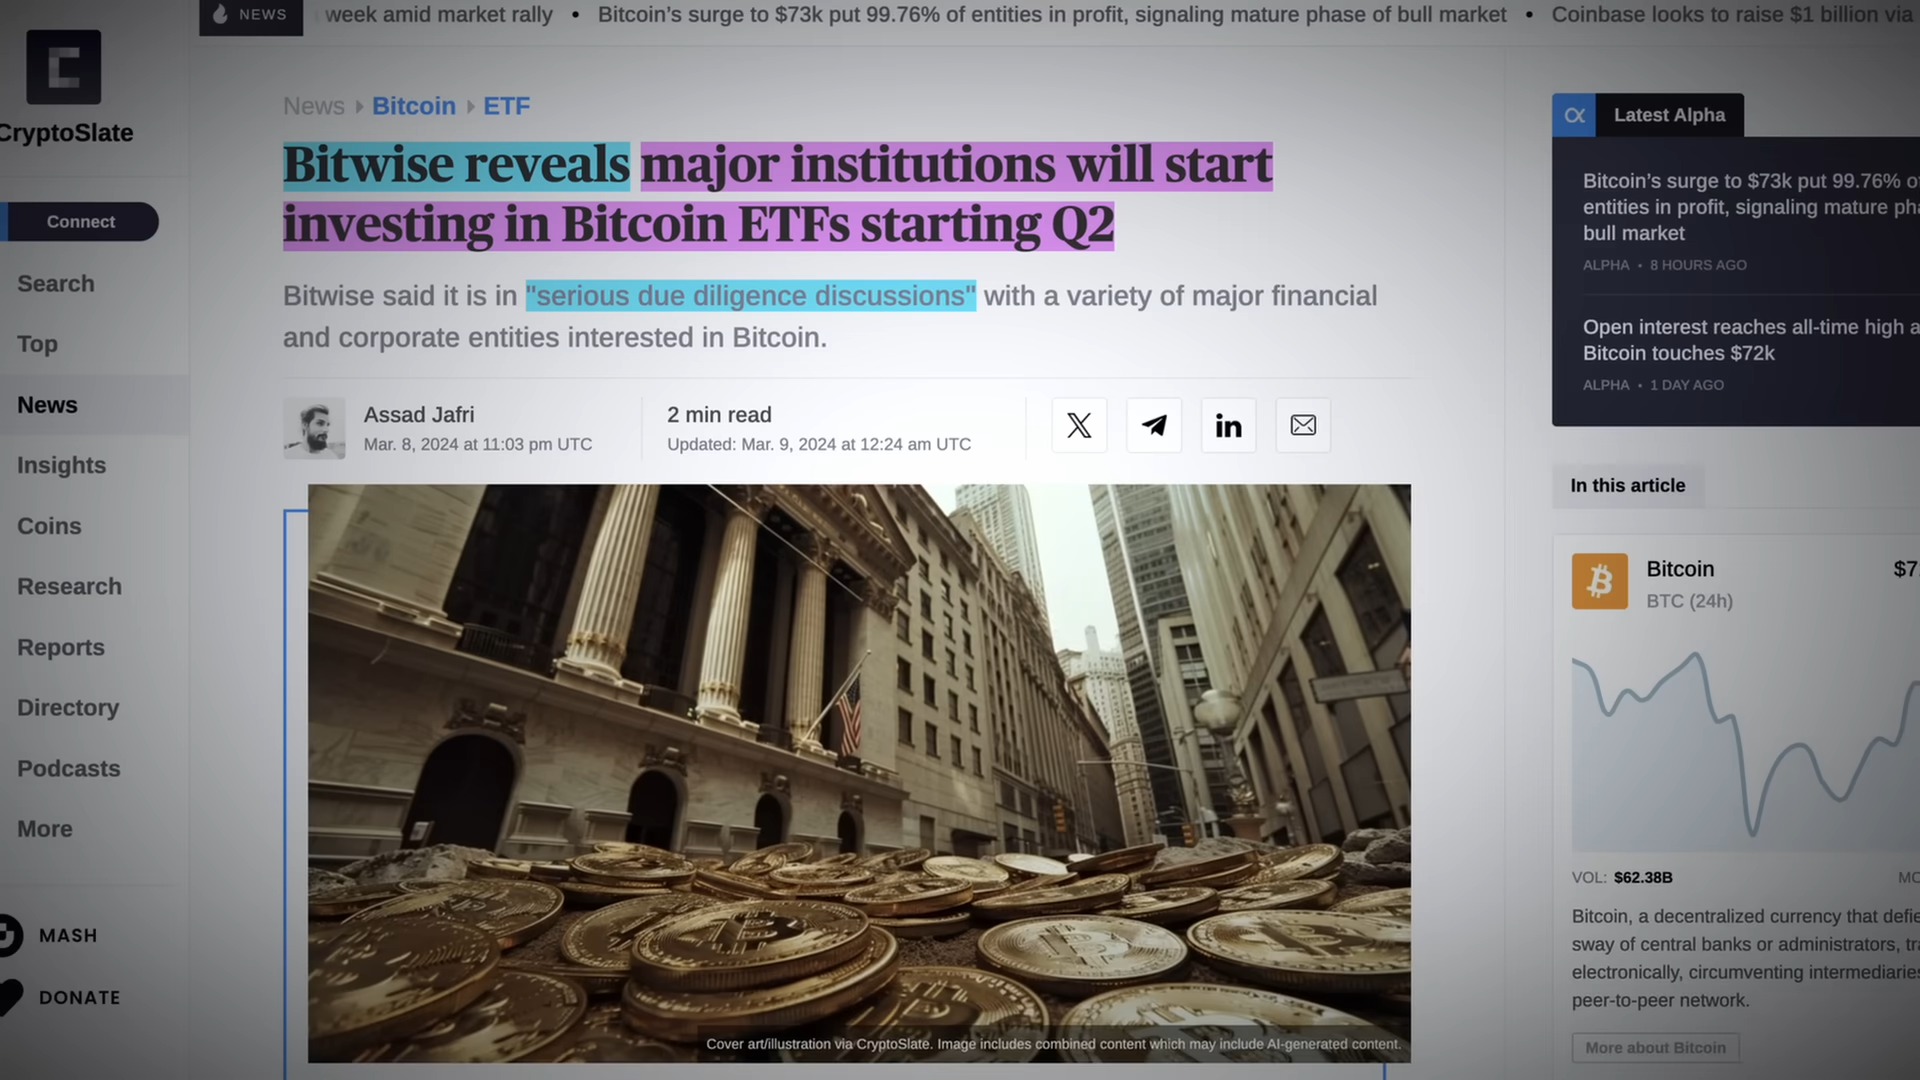 NEWS
week amid market rally • Bitcoin’s surge to $73k put 99.76% of entities in profit, signaling mature phase of bull market • Coinbase looks to raise $1 billion via
CryptoSlate
Connect
Search
Top
News
Insights
Coins
Research
Reports
Directory
Podcasts
More
MASH
DONATE
News Bitcoin ETF
Bitwise reveals major institutions will start
investing in Bitcoin ETFs starting Q2
Bitwise said it is in "serious due diligence discussions" with a variety of major financial
and corporate entities interested in Bitcoin.
Assad Jafri
Mar. 8, 2024 at 11:03 pm UTC
2 min read
Updated: Mar. 9, 2024 at 12:24 am UTC
Cover art/illustration via CryptoSlate. Image includes combined content which may include AI-generated content.
Latest Alpha
Bitcoin’s surge to $73k put 99.76% of
entities in profit, signaling mature pha
bull market
ALPHA • 8 HOURS AGO
Open interest reaches all-time high a
Bitcoin touches $72k
ALPHA • 1 DAY AGO
In this article
Bitcoin
$7
BTC (24h)
VOL: $62.38B
MC
Bitcoin, a decentralized currency that defie
sway of central banks or administrators, tra
electronically, circumventing intermediaries
peer-to-peer network.
More about Bitcoin